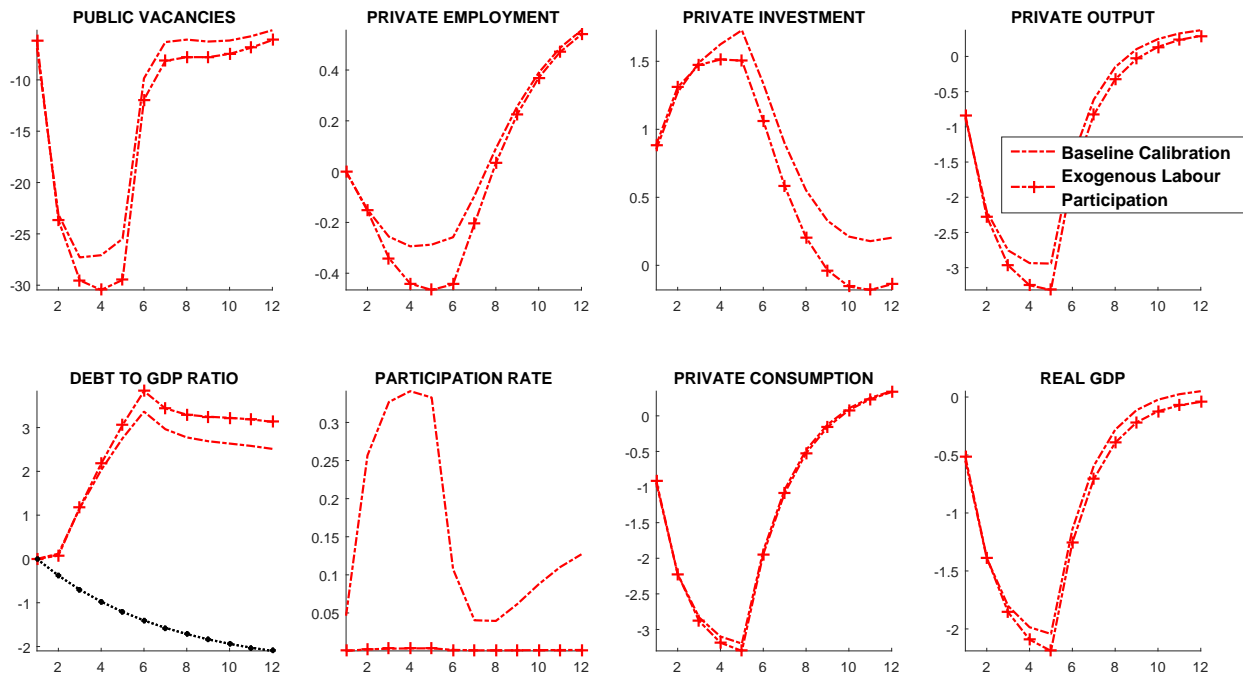 PUBLIC VACANCIES
-10
-15
-20
-25
-30
2 4 6 8 10 12
PRIVATE EMPLOYMENT
0.4
0.2
0
-0.2
-0.4
2 4 6 8 10 12
PRIVATE INVESTMENT
1.5
1
0.5
0
2 4 6 8 10 12
PRIVATE OUTPUT
0
-0.5
-1
-1.5
-2
-2.5
-3
2 4 6 8 10 12
Baseline Calibration
Exogenous Labour
Participation
DEBT TO GDP RATIO
3
2
1
0
-1
-2
2 4 6 8 10 12
PARTICIPATION RATE
0.3
0.25
0.2
0.15
0.1
0.05
2 4 6 8 10 12
PRIVATE CONSUMPTION
0
-0.5
-1
-1.5
-2
-2.5
-3
2 4 6 8 10 12
REAL GDP
0
-0.5
-1
-1.5
-2
2 4 6 8 10 12